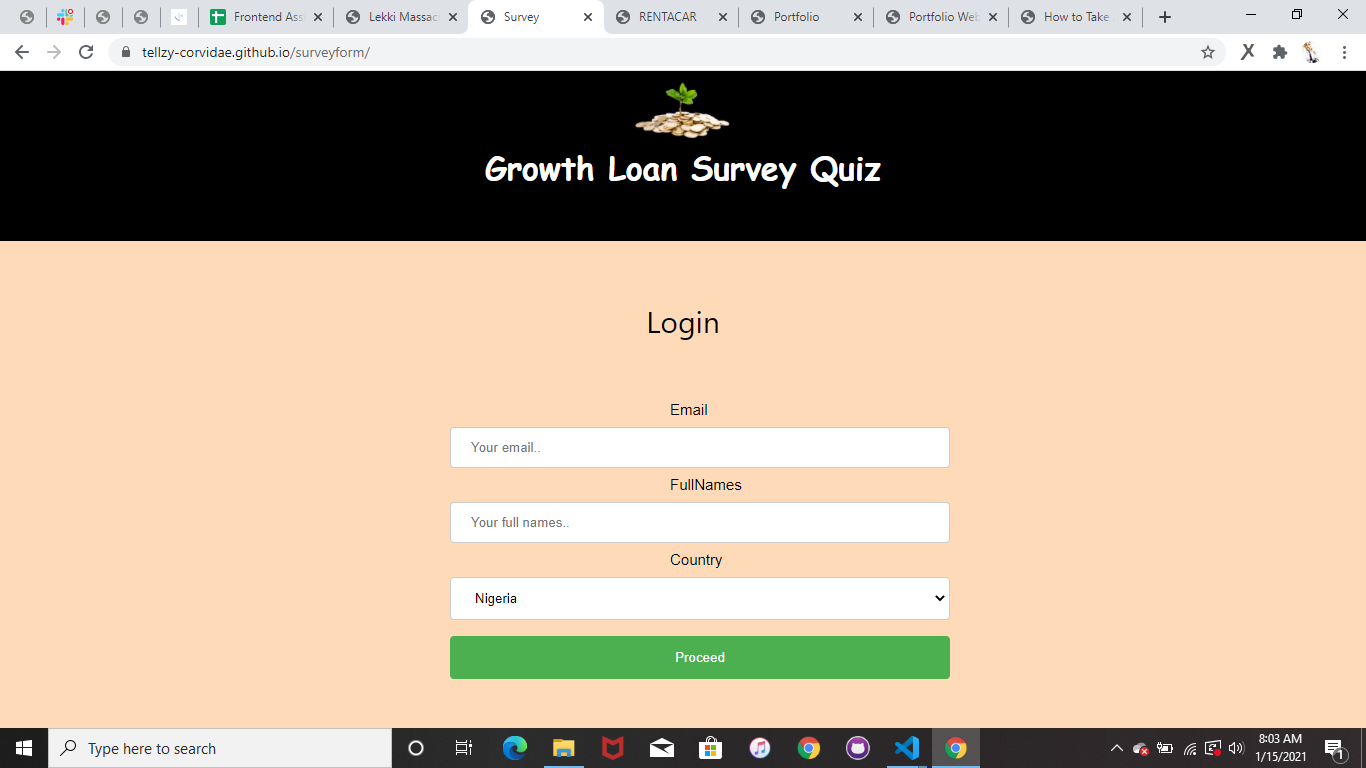 Frontend Ass
Lekki Massac
Survey
RENTACAR
Portfolio
Portfolio Web
How to Take
tellzy-corvidae.github.io/surveyform/
Growth Loan Survey Quiz
Login
Email
Your email..
FullNames
Your full names..
Country
Nigeria
Proceed
Type here to search
8:03 AM
1/15/2021
1